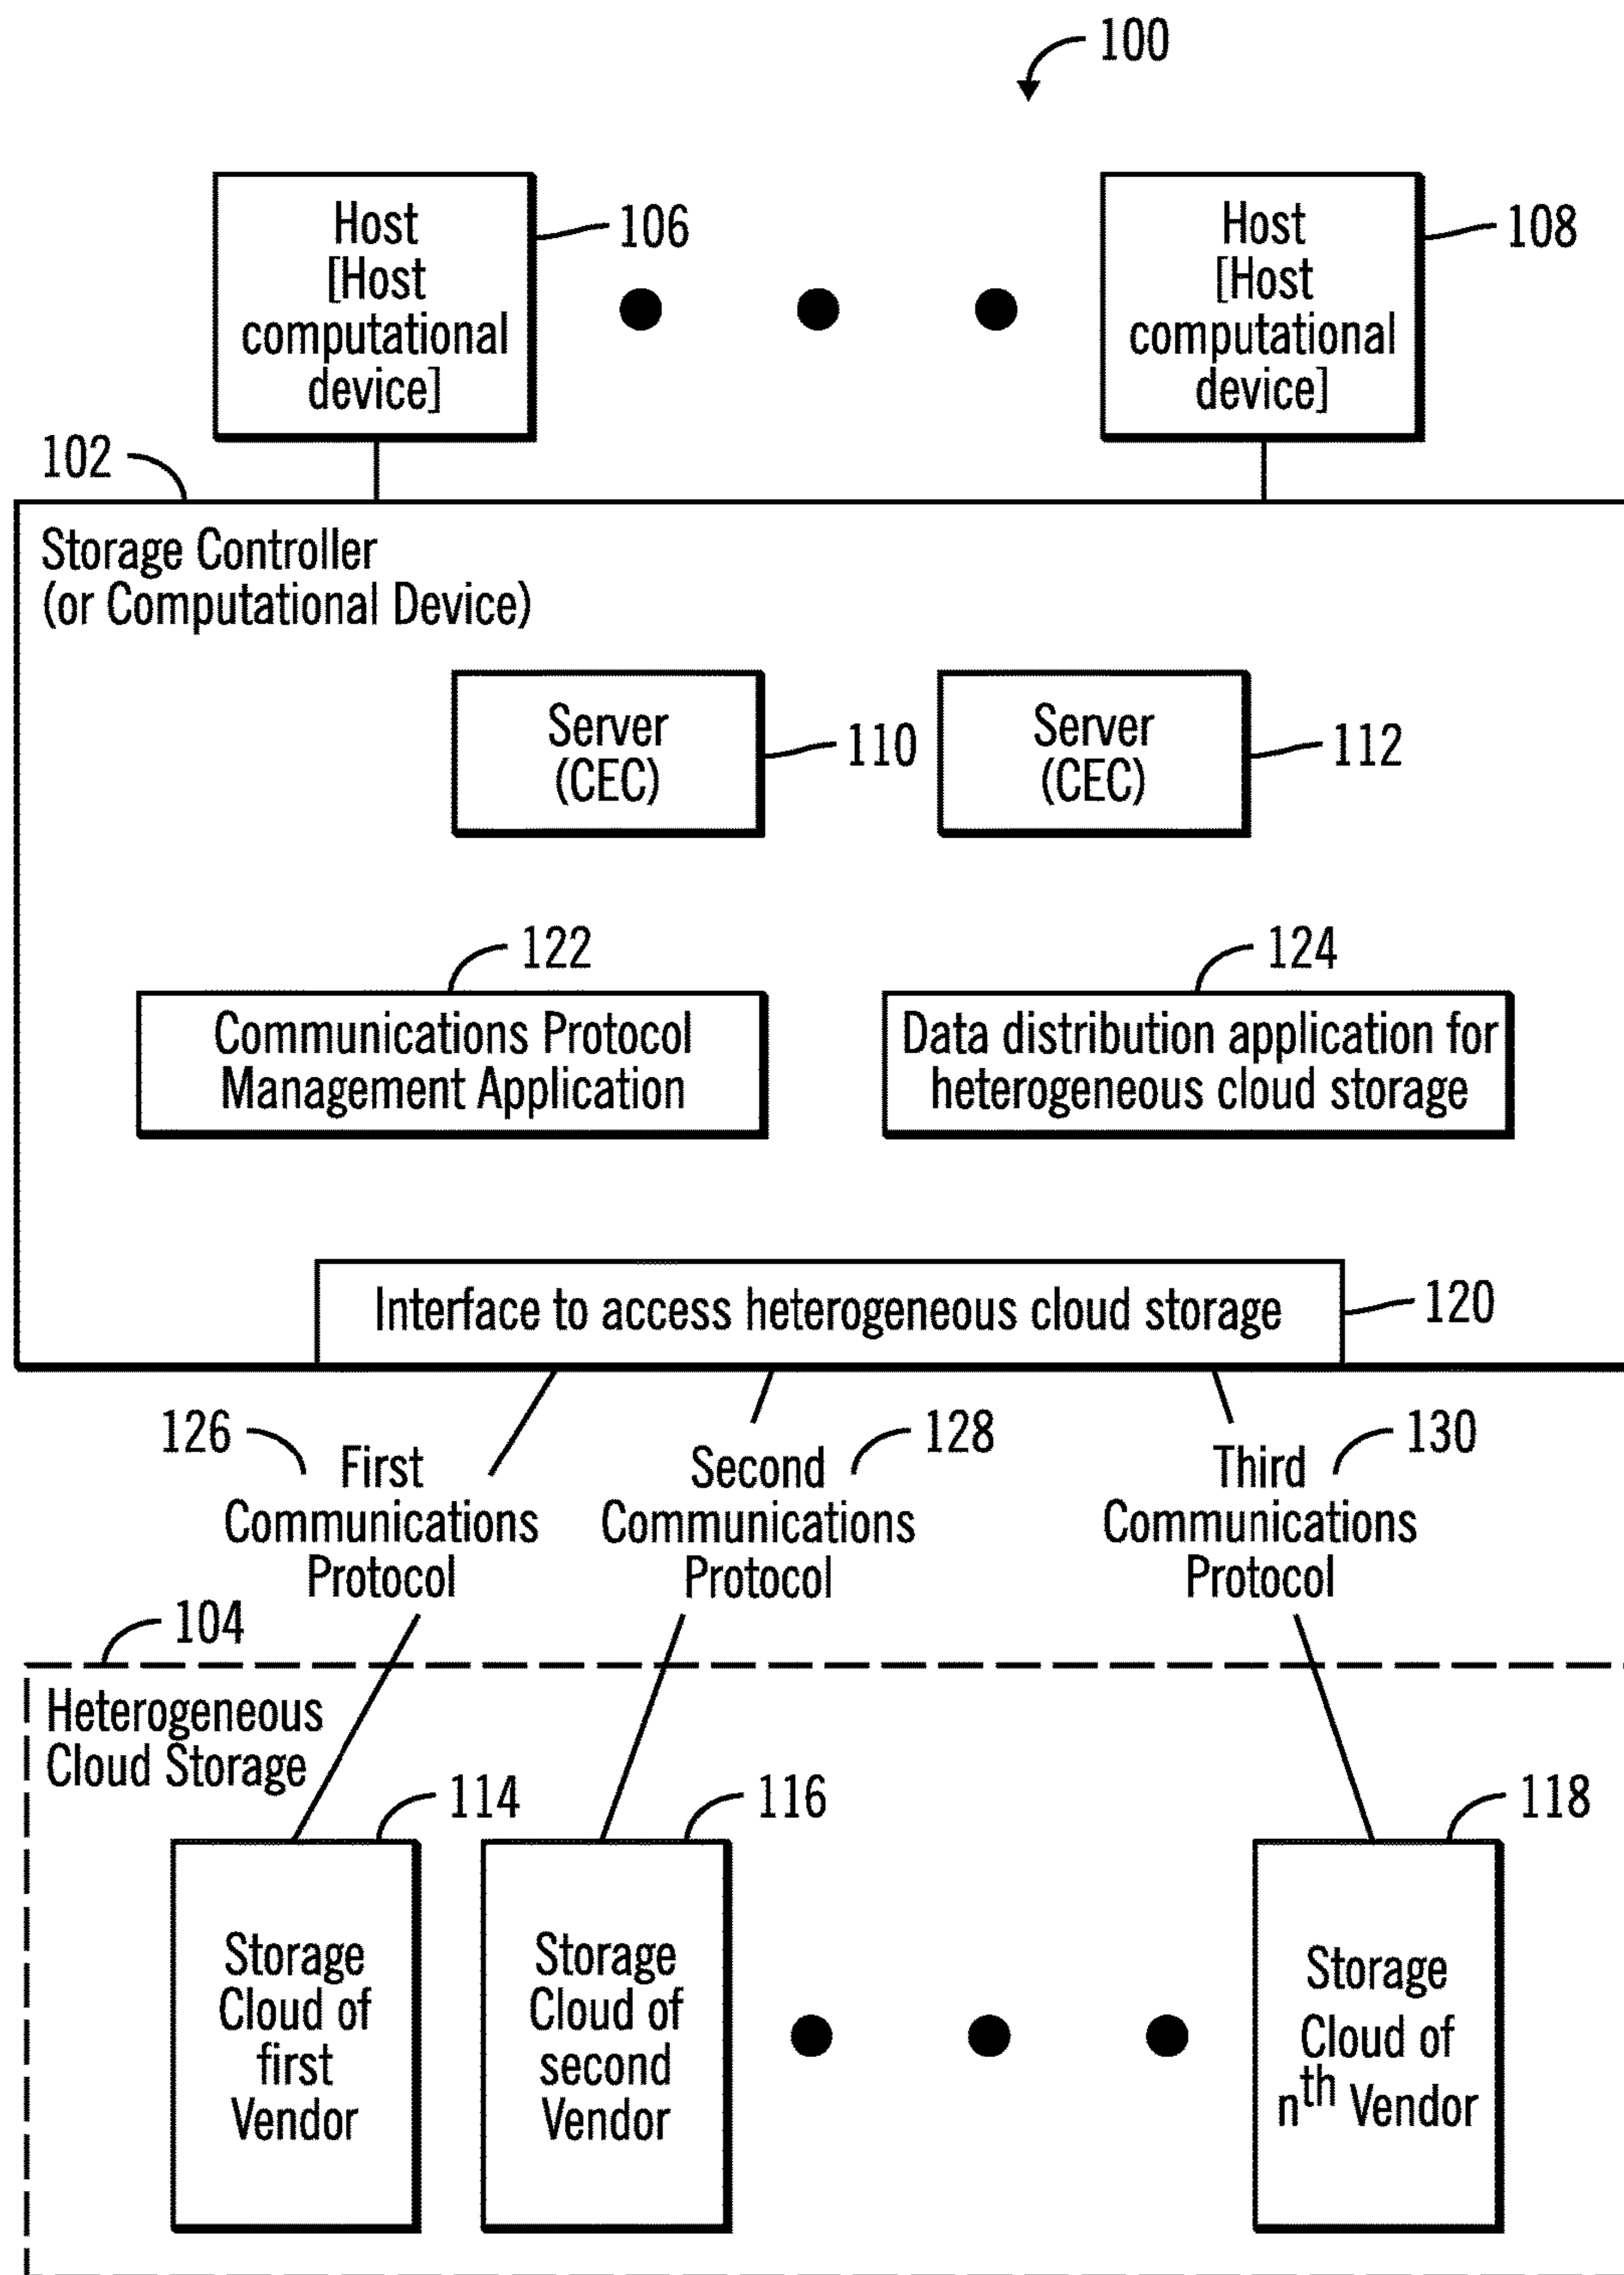 100
Host
[Host
computational
device]
106
Host
[Host
computational
device]
108
102
Storage Controller
(or Computational Device)
Server
(CEC)
110
Server
(CEC)
112
122
Communications Protocol
Management Application
124
Data distribution application for
heterogeneous cloud storage
Interface to access heterogeneous cloud storage
120
126
First
Communications
Protocol
128
Second
Communications
Protocol
130
Third
Communications
Protocol
104
Heterogeneous
Cloud Storage
114
Storage
Cloud of
first
Vendor
116
Storage
Cloud of
second
Vendor
118
Storage
Cloud of
nth Vendor